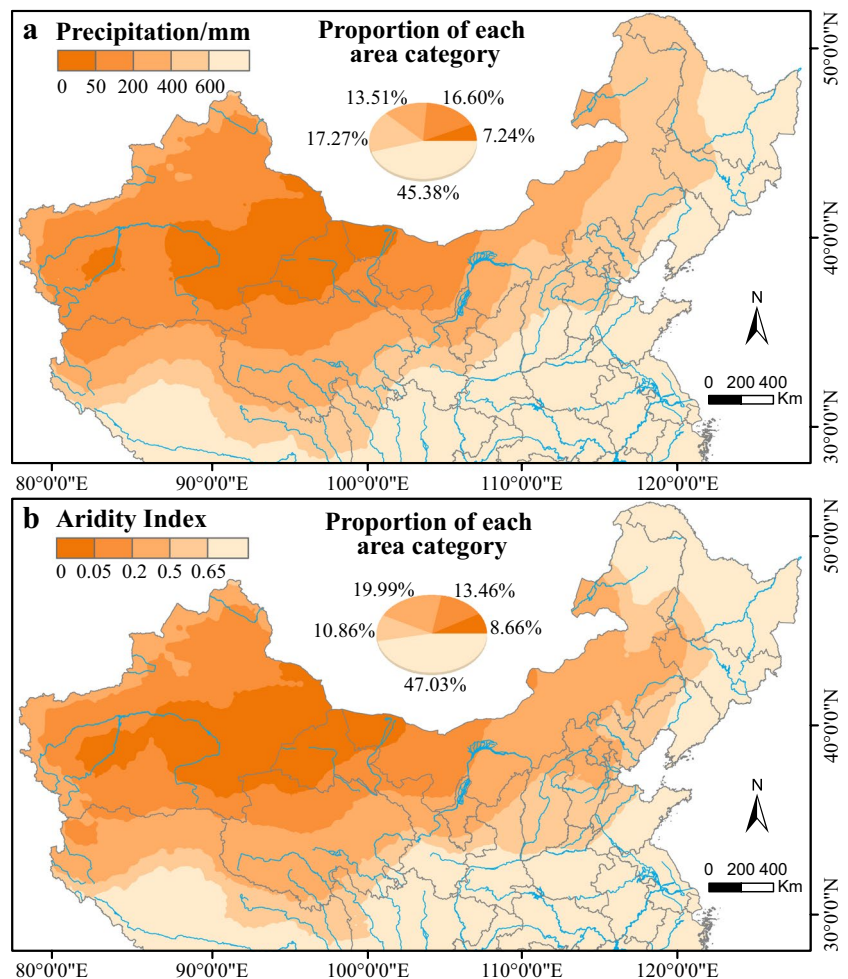 a Precipitation/mm
0 50 200 400 600
Proportion of each
area category
13.51% 16.60%
17.27% 7.24%
45.38%
N
0 200 400
Km
50°0'0"N
40°0'0"N
30°0'0"N
80°0'0"E 90°0'0"E 100°0'0"E 110°0'0"E 120°0'0"E
b Aridity Index
0 0.05 0.2 0.5 0.65
Proportion of each
area category
19.99% 13.46%
10.86% 8.66%
47.03%
N
0 200 400
Km
50°0'0"N
40°0'0"N
30°0'0"N
80°0'0"E 90°0'0"E 100°0'0"E 110°0'0"E 120°0'0"E